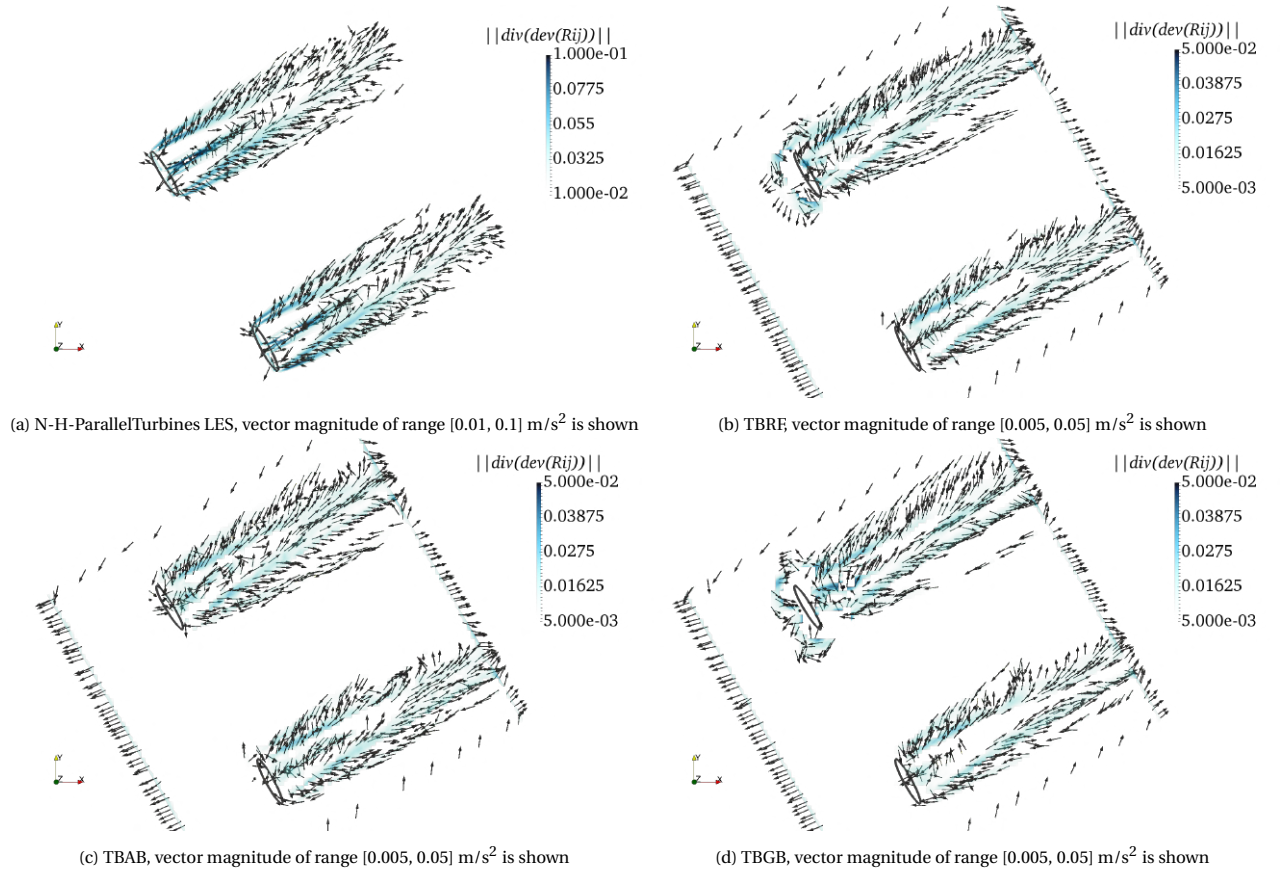 ||div(dev(Rij))||
1.000e-01
0.0775
0.055
0.0325
1.000e-02
Y
Z X
(a) N-H-ParallelTurbines LES, vector magnitude of range [0.01, 0.1] m/s² is shown
||div(dev(Rij))||
5.000e-02
0.03875
0.0275
0.01625
5.000e-03
Y
Z X
(b) TBRF, vector magnitude of range [0.005, 0.05] m/s² is shown
||div(dev(Rij))||
5.000e-02
0.03875
0.0275
0.01625
5.000e-03
Y
Z X
(c) TBAB, vector magnitude of range [0.005, 0.05] m/s² is shown
||div(dev(Rij))||
5.000e-02
0.03875
0.0275
0.01625
5.000e-03
Y
Z X
(d) TBGB, vector magnitude of range [0.005, 0.05] m/s² is shown